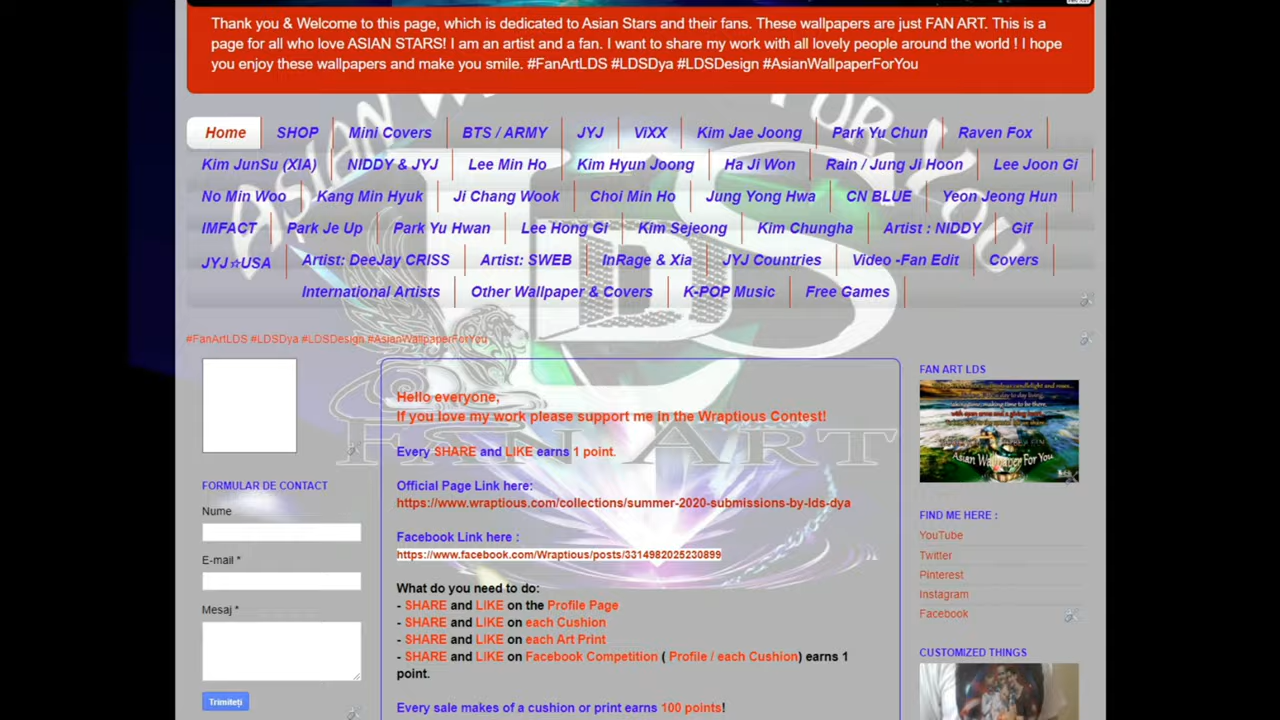 Thank you & Welcome to this page, which is dedicated to Asian Stars and their fans. These wallpapers are just FAN ART. This is a
page for all who love ASIAN STARS! I am an artist and a fan. I want to share my work with all lovely people around the world ! I hope
you enjoy these wallpapers and make you smile. #FanArtLDS #LDSDya #LDSDesign #AsianWallpaperForYou
Home SHOP Mini Covers BTS / ARMY JYJ ViXX Kim Jae Joong Park Yu Chun Raven Fox
Kim JunSu (XIA) NIDDY & JYJ Lee Min Ho Kim Hyun Joong Ha Ji Won Rain / Jung Ji Hoon Lee Joon Gi
No Min Woo Kang Min Hyuk Ji Chang Wook Choi Min Ho Jung Yong Hwa CN BLUE Yeon Jeong Hun
IMFACT Park Je Up Park Yu Hwan Lee Hong GI Kim Sejeong Kim Chungha Artist : NIDDY Gif
JYJ☆USA Artist: DeeJay CRISS Artist: SWEB InRage & Xia JYJ Countries Video -Fan Edit Covers
International Artists Other Wallpaper & Covers K-POP Music Free Games
#FanArtLDS #LDSDya #LDSDesign #AsianWallpaperForYou
FORMULAR DE CONTACT
Nume
E-mail *
Mesaj *
Trimiteți
Hello everyone,
If you love my work please support me in the Wraptious Contest!
Every SHARE and LIKE earns 1 point.
Official Page Link here:
https://www.wraptious.com/collections/summer-2020-submissions-by-lds-dya
Facebook Link here :
https://www.facebook.com/Wraptious/posts/3314982025230899
What do you need to do:
- SHARE and LIKE on the Profile Page
- SHARE and LIKE on each Cushion
- SHARE and LIKE on each Art Print
- SHARE and LIKE on Facebook Competition ( Profile / each Cushion) earns 1
point.
Every sale makes of a cushion or print earns 100 points!
FAN ART LDS
Asian Wallpaper For You
FIND ME HERE :
YouTube
Twitter
Pinterest
Instagram
Facebook
CUSTOMIZED THINGS
LDS
FAN ART